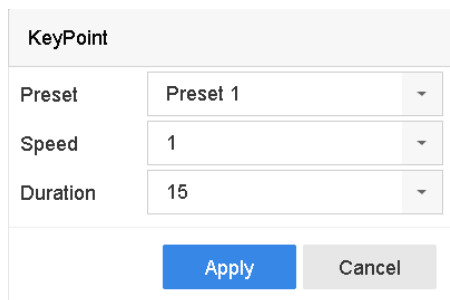 KeyPoint
Preset Preset 1
Speed 1
Duration 15
Apply Cancel